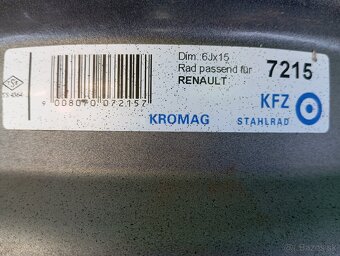 Dim. 6Jx15
Rad passend für
RENAULT
7215
9 008070 072157
KROMAG
KFZ
STAHLRAD